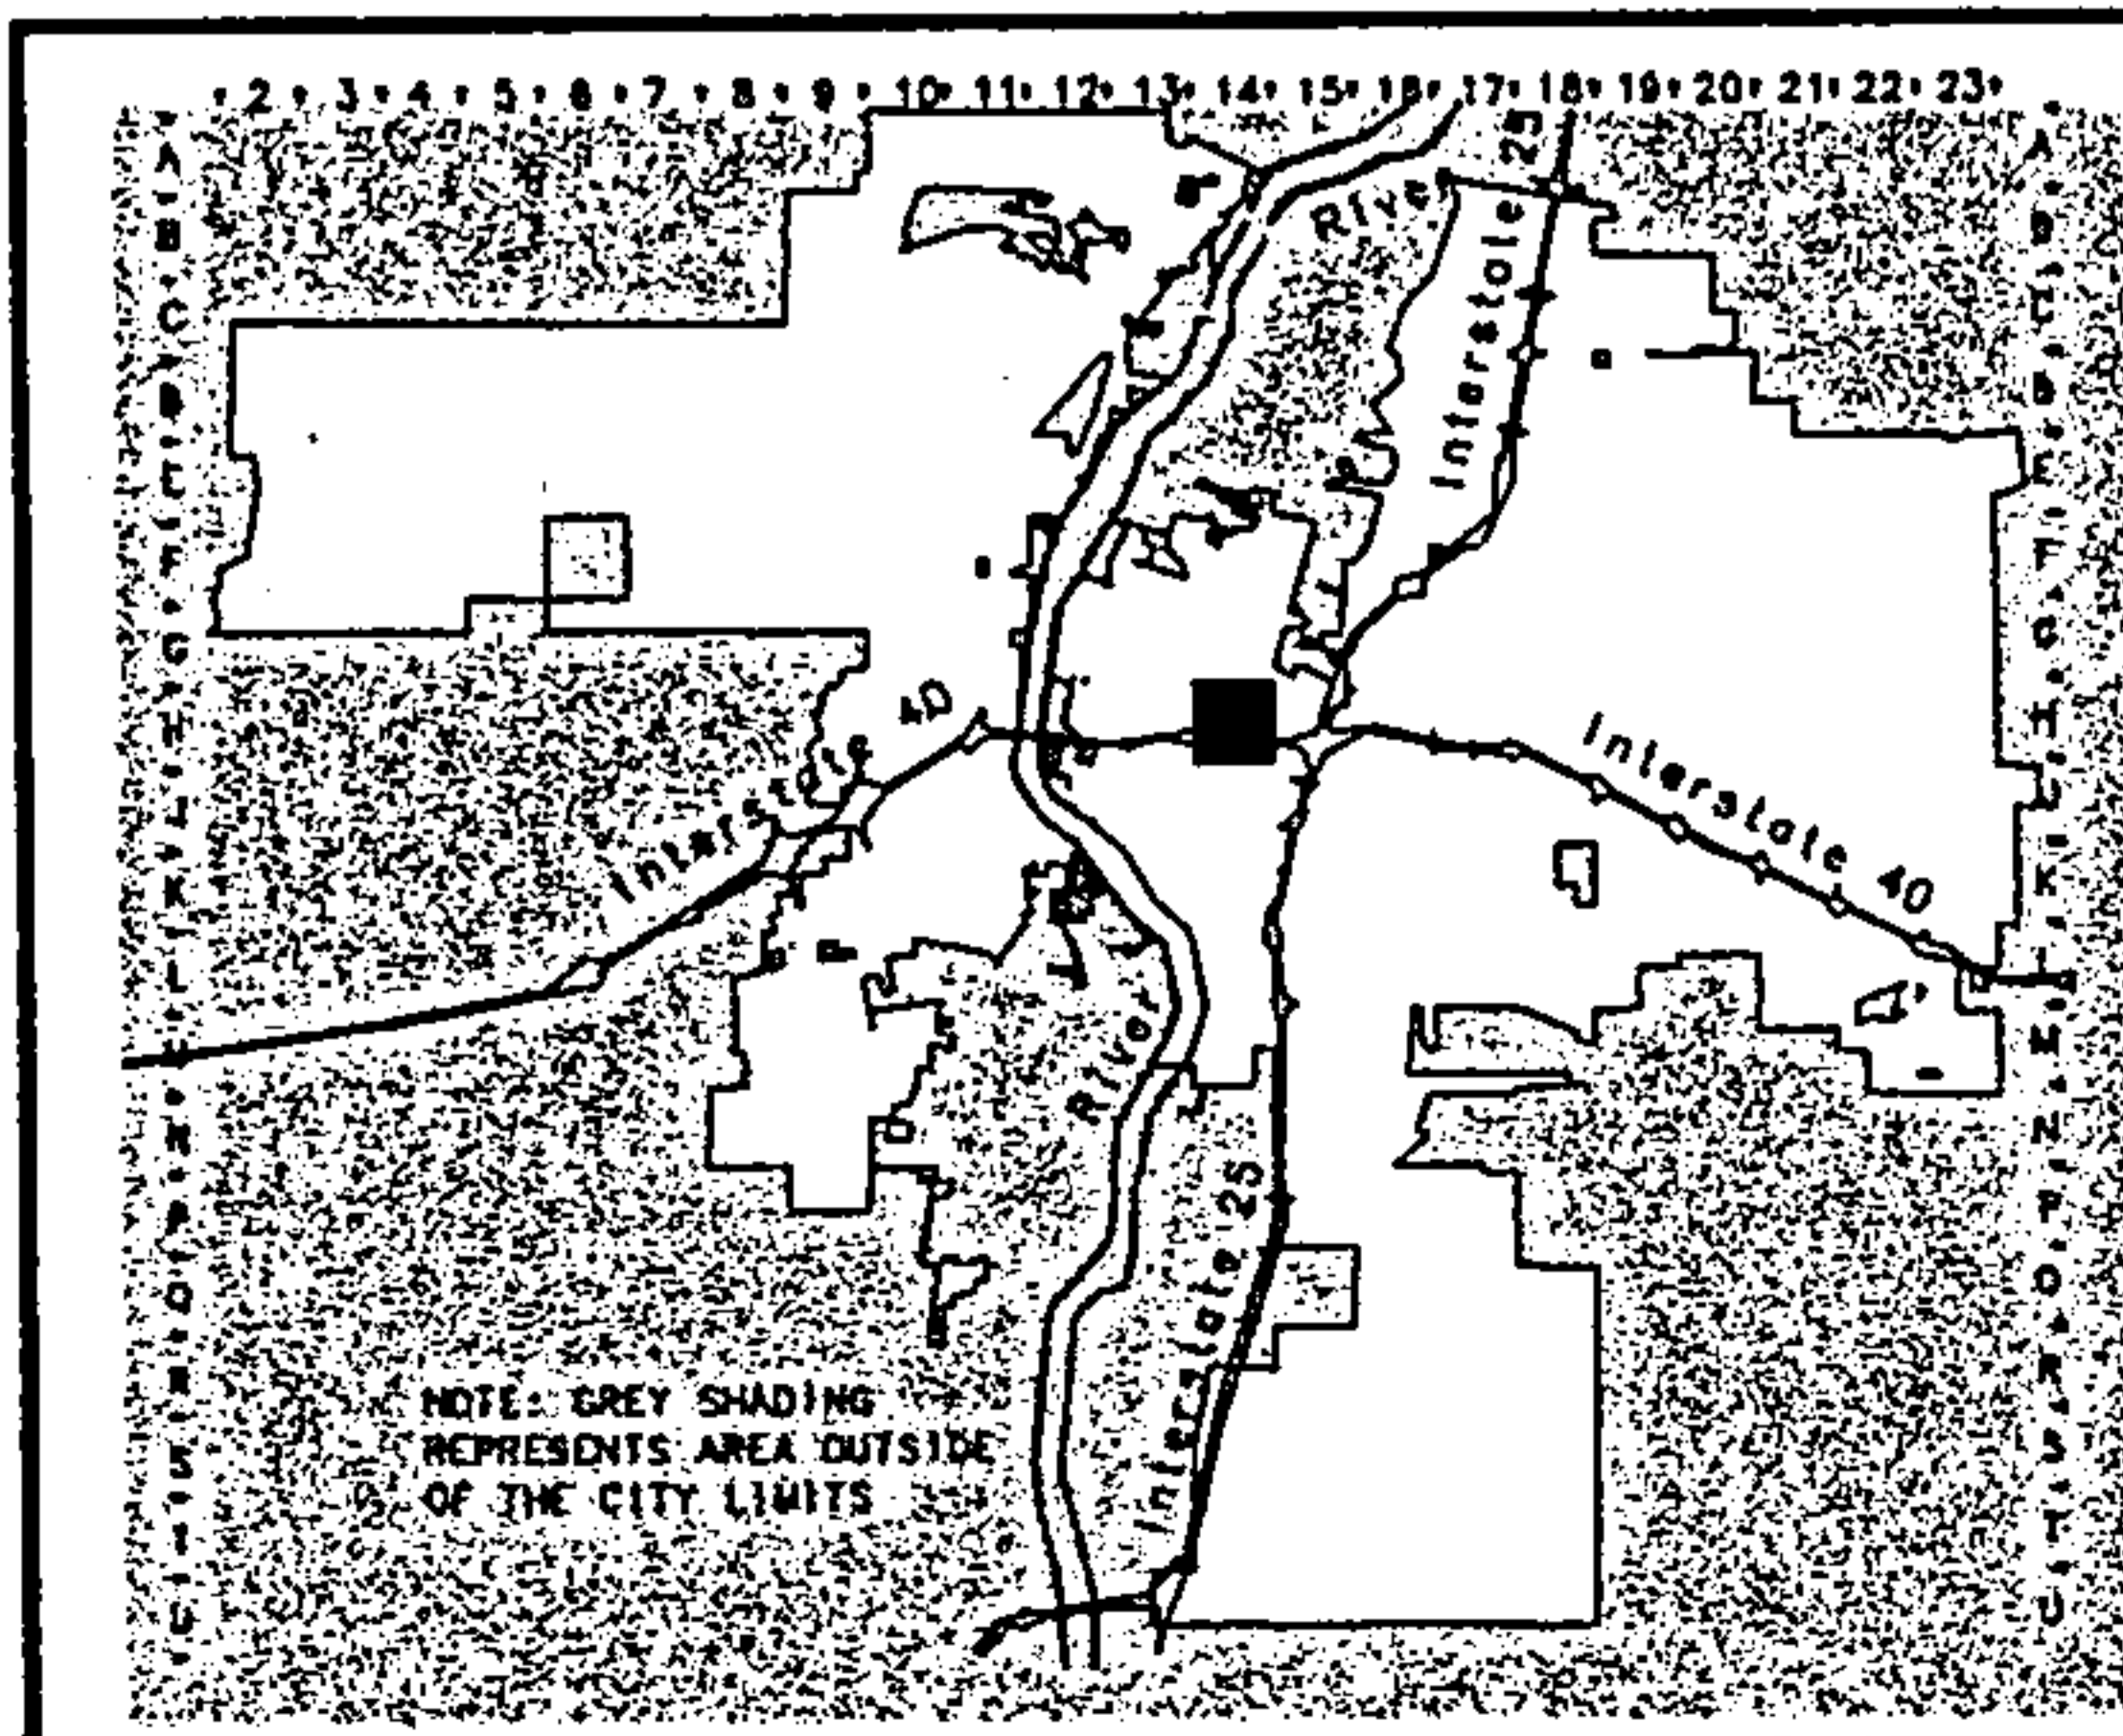 2 · 3 · 4 · 5 · 6 · 7 · 8 · 9 · 10 · 11 · 12 · 13 · 14 · 15 · 16 · 17 · 18 · 19 · 20 · 21 · 22 · 23
River
Interstate 25
Interstate 40
Interstate 40
River
Interstate 25
NOTE: GREY SHADING
REPRESENTS AREA OUTSIDE
OF THE CITY LIMITS